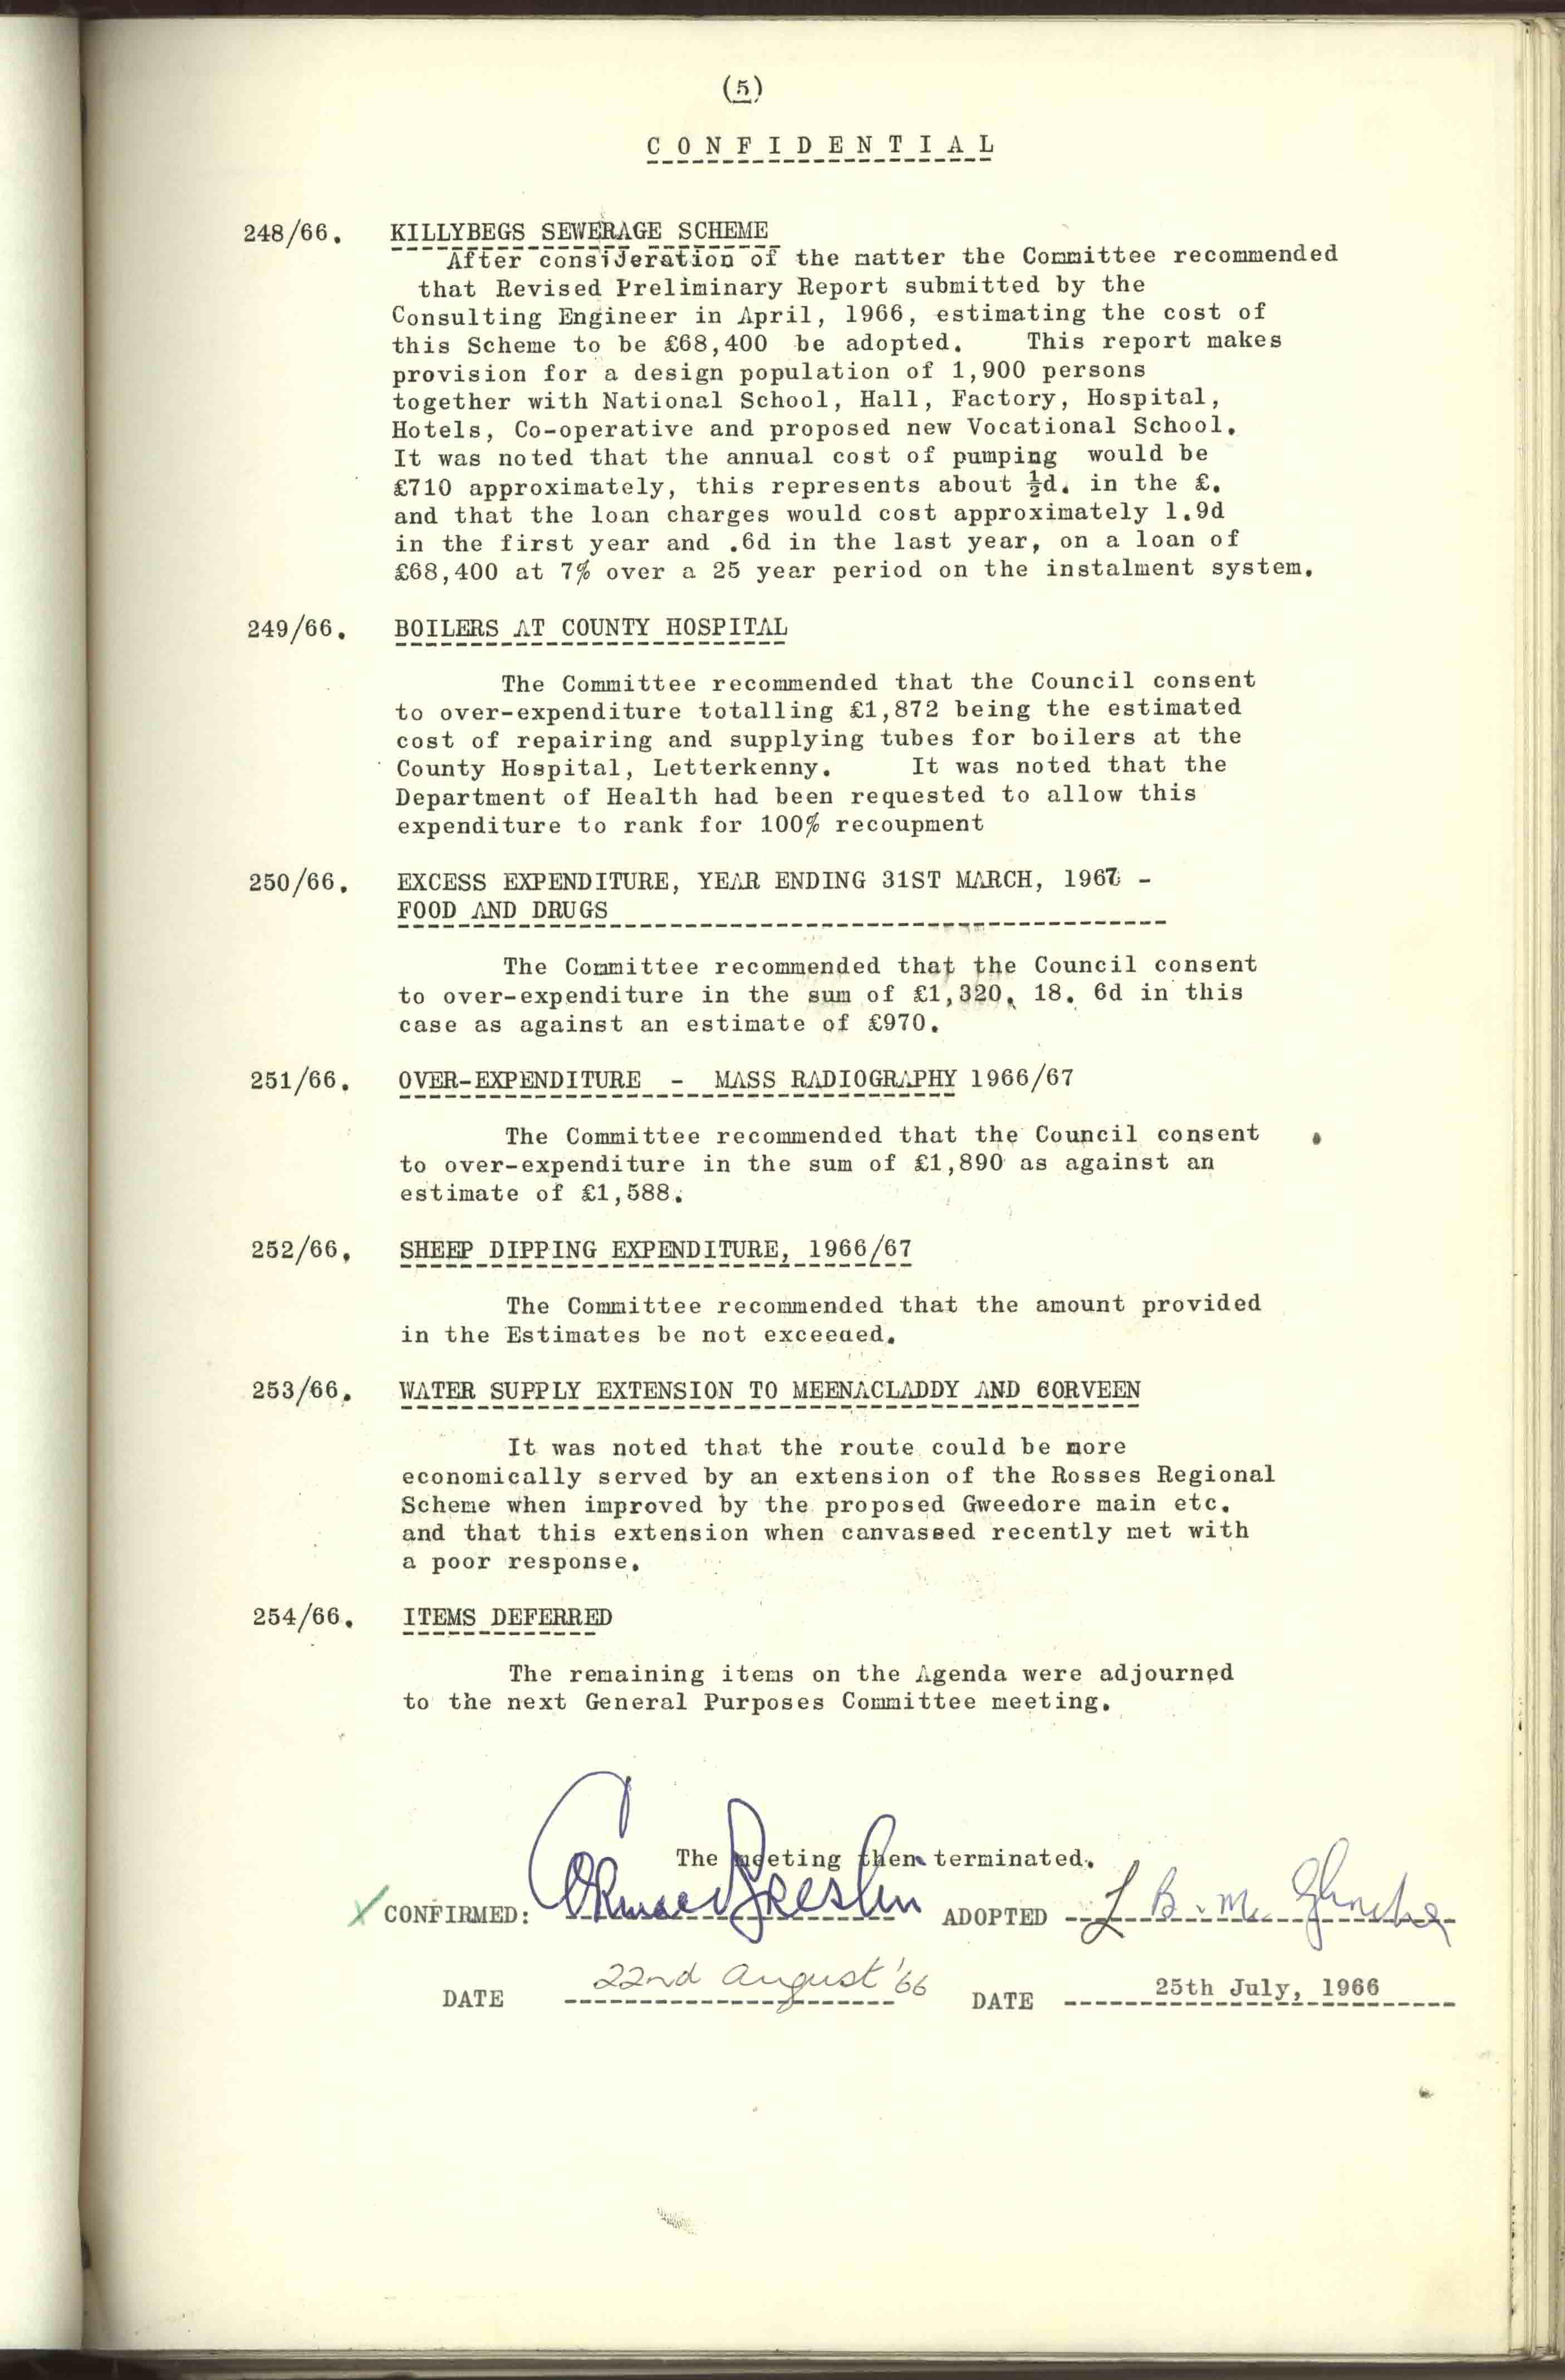 (5)
CONFIDENTIAL
248/66. KILLYBEGS SEWERAGE SCHEME
After consideration of the matter the Committee recommended
that Revised Preliminary Report submitted by the
Consulting Engineer in April, 1966, estimating the cost of
this Scheme to be £68,400 be adopted. This report makes
provision for a design population of 1,900 persons
together with National School, Hall, Factory, Hospital,
Hotels, Co-operative and proposed new Vocational School.
It was noted that the annual cost of pumping would be
£710 approximately, this represents about ½d. in the £.
and that the loan charges would cost approximately 1.9d
in the first year and .6d in the last year, on a loan of
£68,400 at 7% over a 25 year period on the instalment system.
249/66. BOILERS AT COUNTY HOSPITAL
The Committee recommended that the Council consent
to over-expenditure totalling £1,872 being the estimated
cost of repairing and supplying tubes for boilers at the
County Hospital, Letterkenny. It was noted that the
Department of Health had been requested to allow this
expenditure to rank for 100% recoupment
250/66. EXCESS EXPENDITURE, YEAR ENDING 31ST MARCH, 1967 -
FOOD AND DRUGS
The Committee recommended that the Council consent
to over-expenditure in the sum of £1,320. 18. 6d in this
case as against an estimate of £970.
251/66. OVER-EXPENDITURE - MASS RADIOGRAPHY 1966/67
The Committee recommended that the Council consent
to over-expenditure in the sum of £1,890 as against an
estimate of £1,588.
252/66. SHEEP DIPPING EXPENDITURE, 1966/67
The Committee recommended that the amount provided
in the Estimates be not exceeded.
253/66. WATER SUPPLY EXTENSION TO MEENACLADDY AND GORVEEN
It was noted that the route could be more
economically served by an extension of the Rosses Regional
Scheme when improved by the proposed Gweedore main etc.
and that this extension when canvassed recently met with
a poor response.
254/66. ITEMS DEFERRED
The remaining items on the Agenda were adjourned
to the next General Purposes Committee meeting.
The meeting then terminated.
CONFIRMED: Cormac Breslin ADOPTED
DATE 22nd August '66 DATE 25th July, 1966